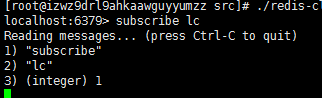 [root@izwz9drl9ahkaawguyyumzz src]# ./redis-cl
localhost:6379> subscribe lc
Reading messages... (press Ctrl-C to quit)
1) "subscribe"
2) "lc"
3) (integer) 1